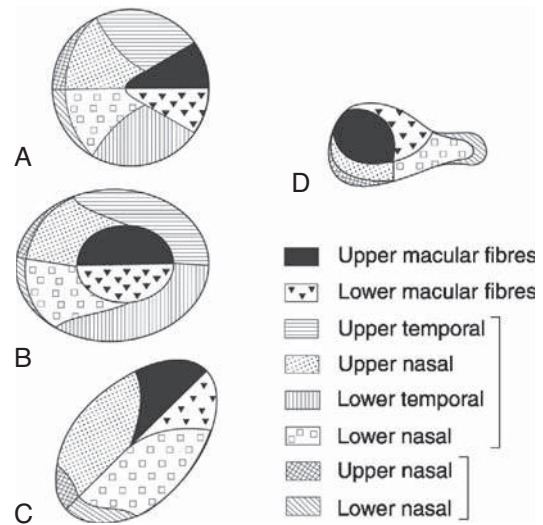 A
B
C
D
Upper macular fibres
Lower macular fibres
Upper temporal
Upper nasal
Lower temporal
Lower nasal
Upper nasal
Lower nasal